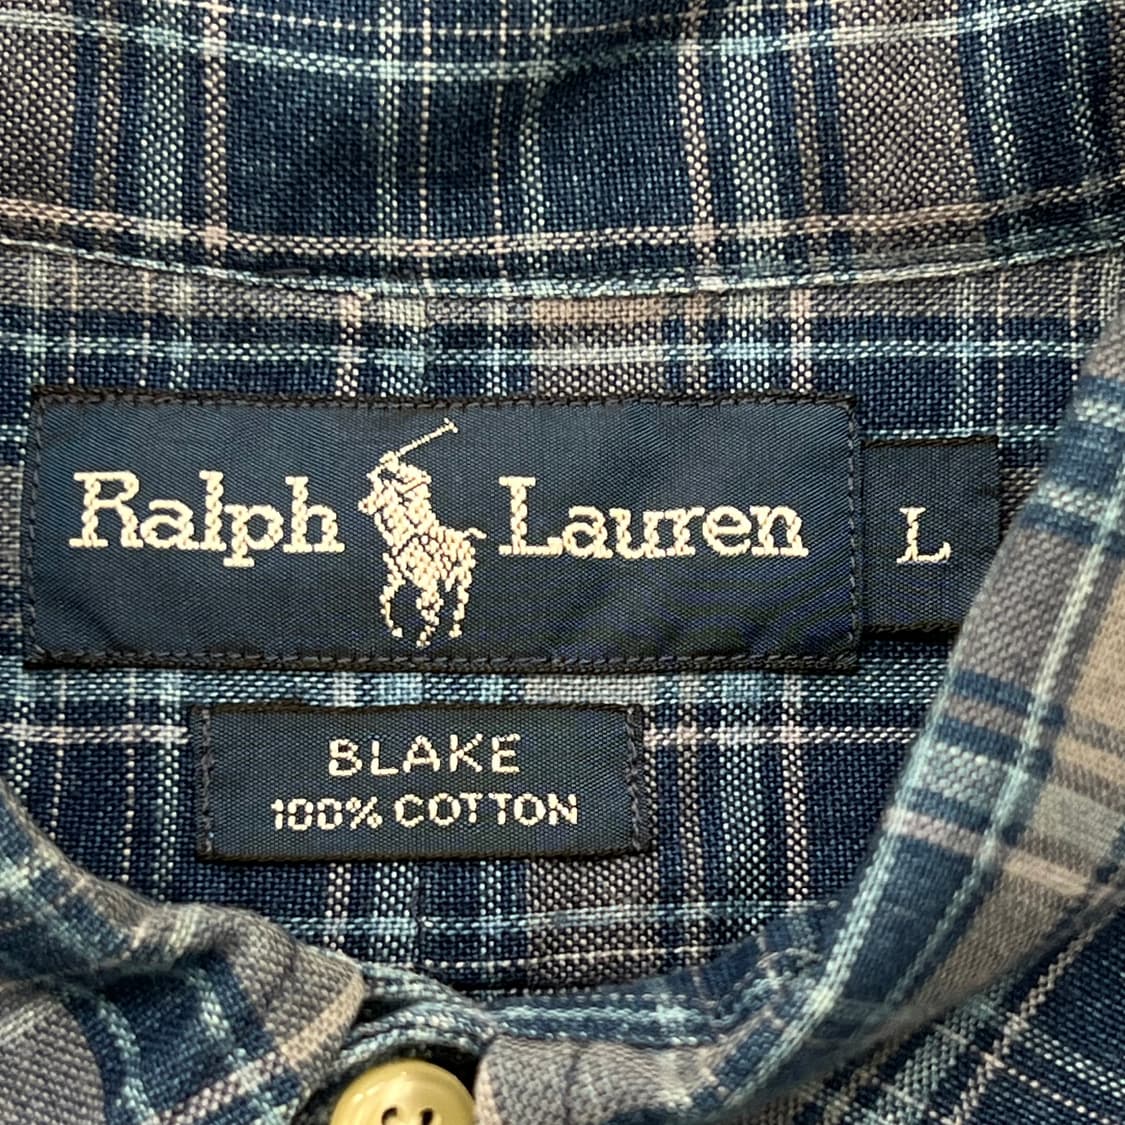 Ralph Lauren
L
BLAKE
100% COTTON